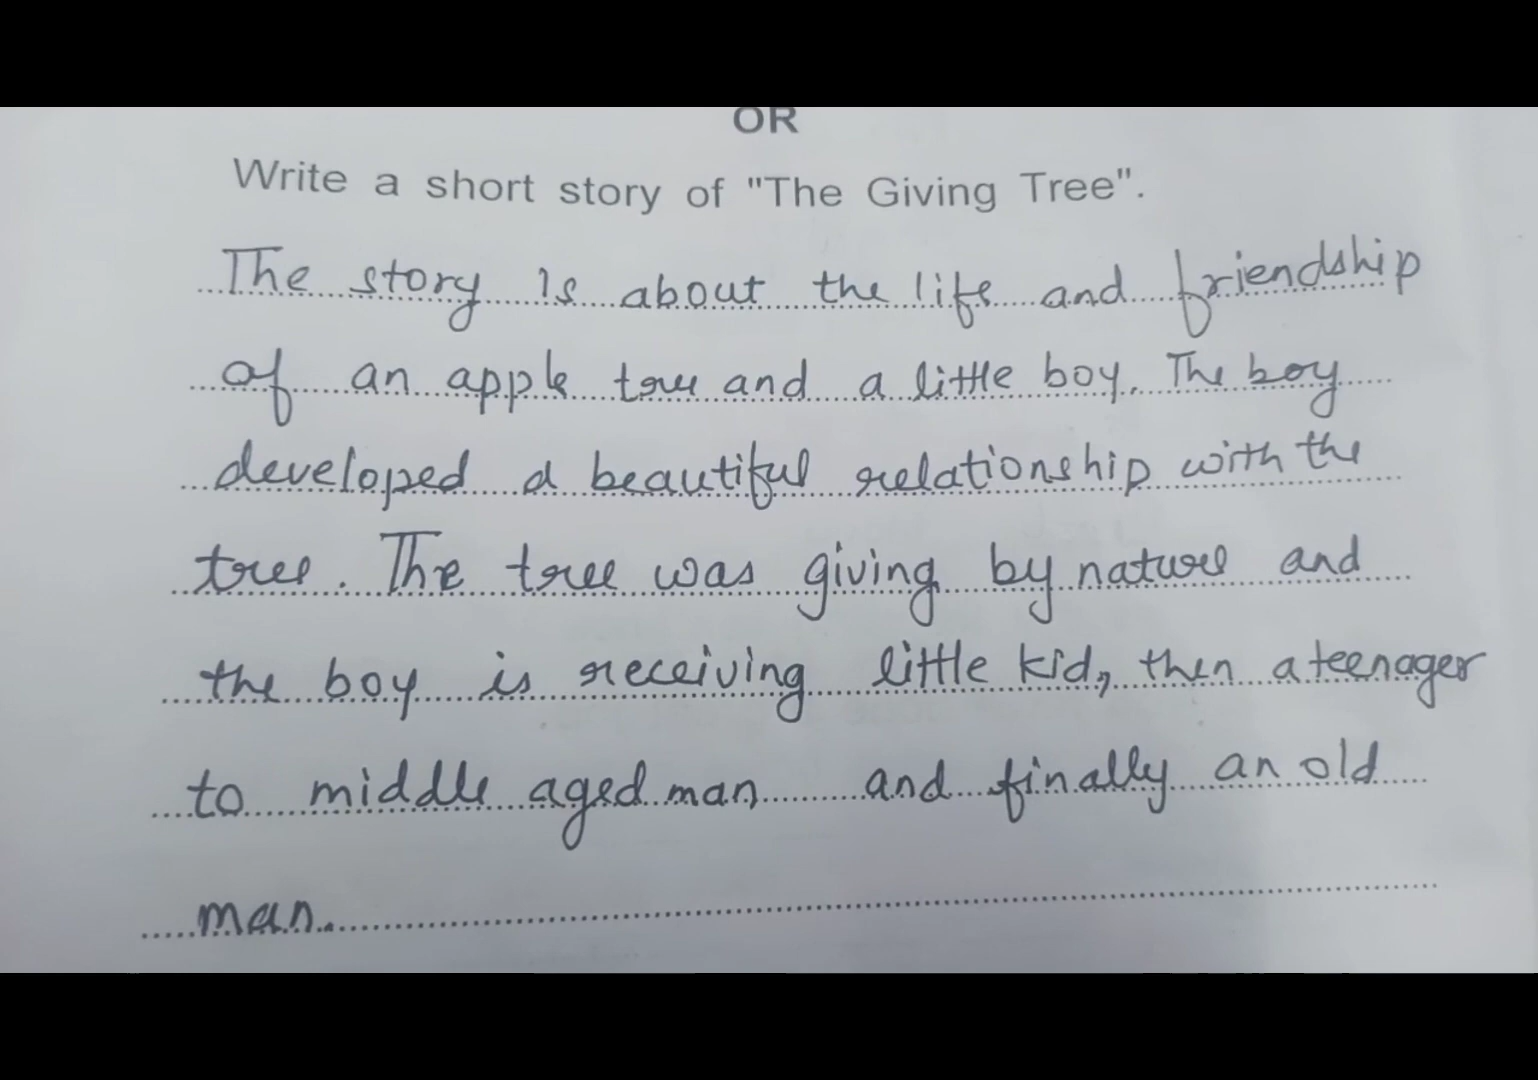 OR
Write a short story of "The Giving Tree".
The story is about the life and friendship
of an apple tree and a little boy. The boy
developed a beautiful relationship with the
tree. The tree was giving by nature and
the boy is receiving little kid, then a teenager
to middle aged man and finally an old
man.